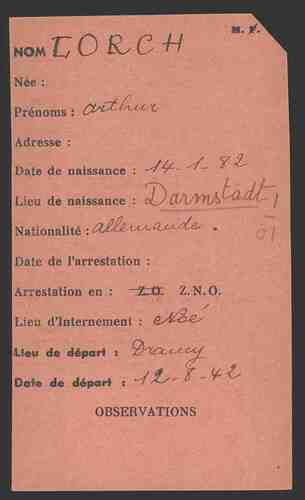 M. F.
NOM LORCH
Née :
Prénoms : Arthur
Adresse :
Date de naissance : 14-1-82
Lieu de naissance : Darmstadt
Nationalité : allemande.
Date de l'arrestation :
Arrestation en : Z.O. Z.N.O.
Lieu d'Internement : Noé
Lieu de départ : Drancy
Date de départ : 12-8-42
OBSERVATIONS